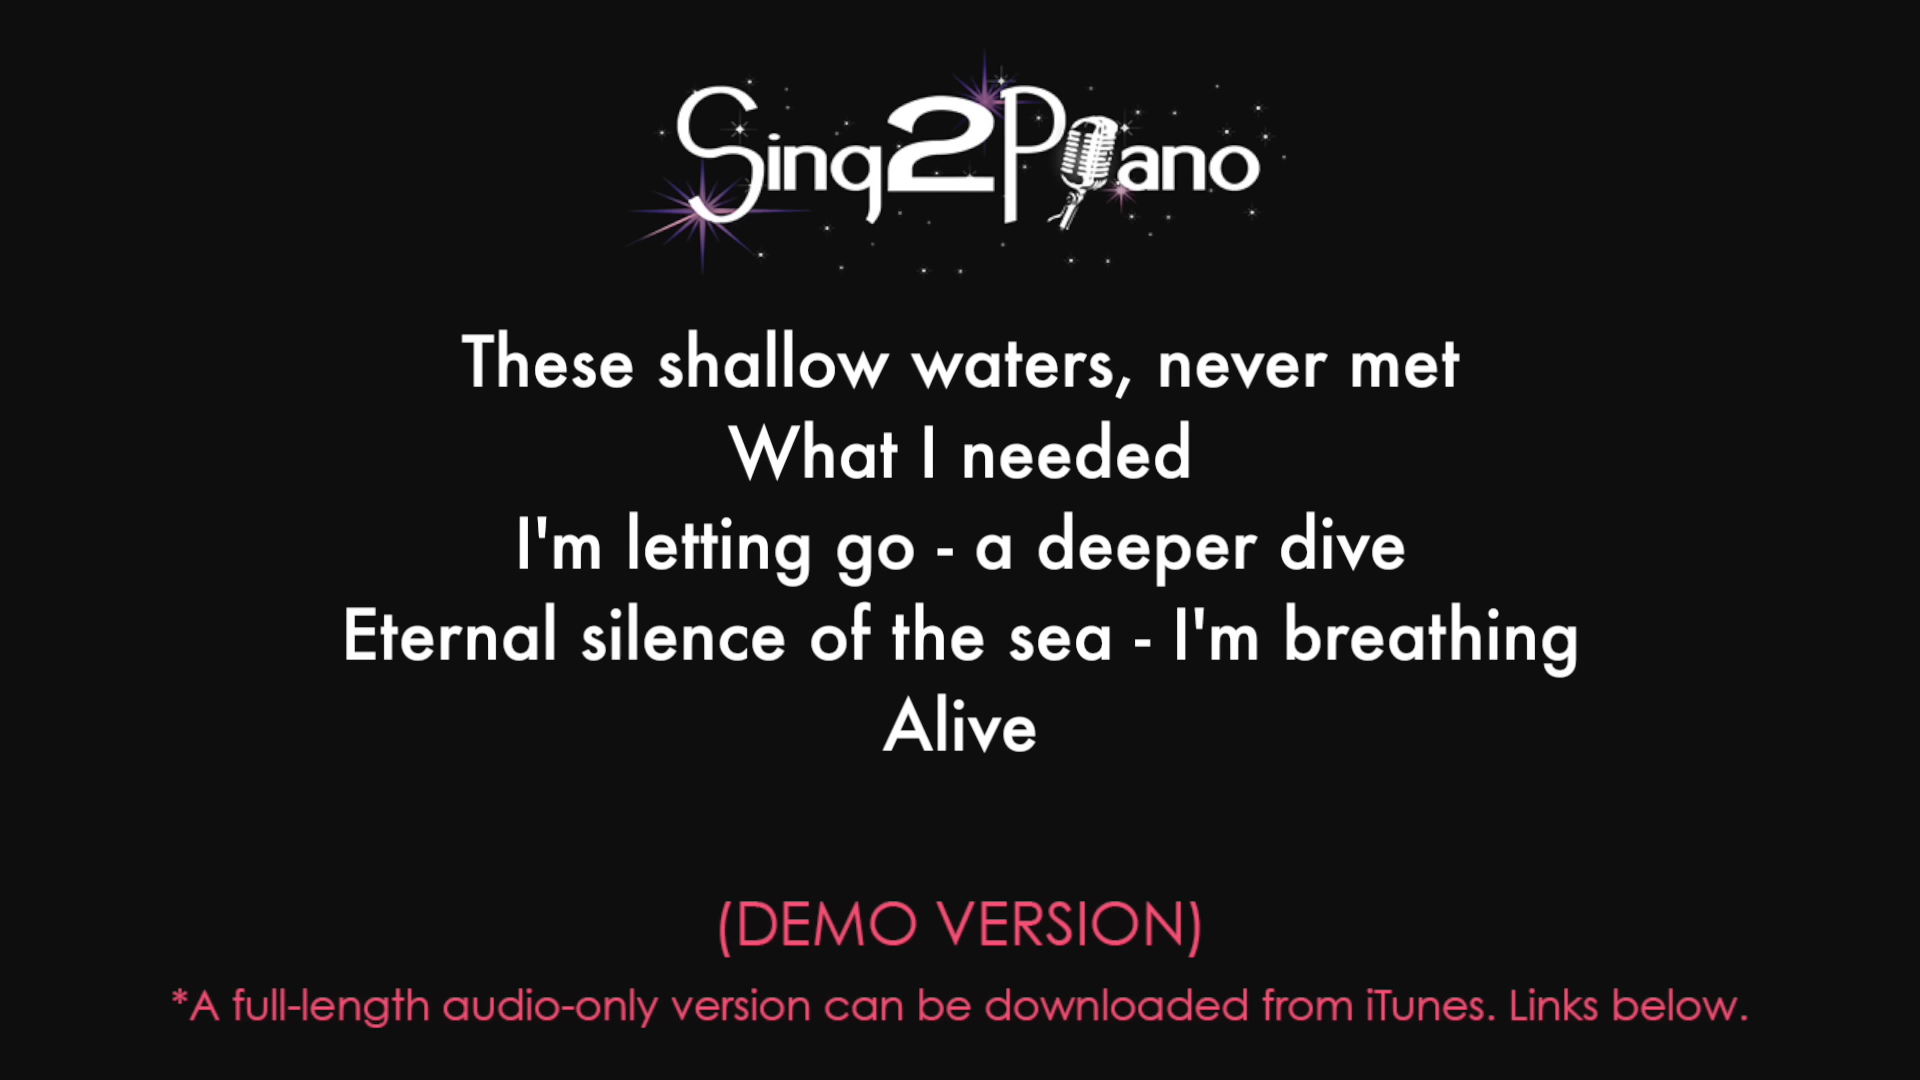 Sing2Piano
These shallow waters, never met
What I needed
I'm letting go - a deeper dive
Eternal silence of the sea - I'm breathing
Alive
(DEMO VERSION)
*A full-length audio-only version can be downloaded from iTunes. Links below.